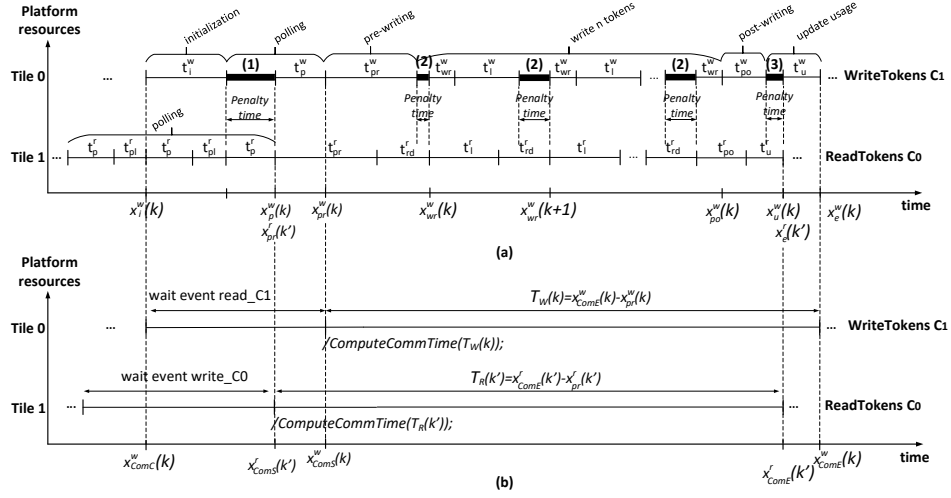 Platform resources
initialization polling pre-writing write n tokens post-writing update usage
(1) (2) (2) (2) (3)
Tile 0 ... t_i^w t_p^w t_pr^w t_wr^w t_l^w t_wr^w t_l^w ... t_wr^w t_po^w t_u^w ... WriteTokens C1
Penalty time Penalty time Penalty time Penalty time Penalty time
polling
Tile 1 ... t_p^r t_pl^r t_p^r t_pl^r t_p^r t_pr^r t_rd^r t_l^r t_rd^r t_l^r ... t_rd^r t_po^r t_u^r ... ReadTokens C0
time
x_i^w(k) x_p^w(k) x_pr^w(k) x_wr^w(k) x_wr^w(k+1) x_po^w(k) x_u^w(k) x_e^w(k)
x_pr^r(k') x_e^r(k')
(a)
Platform resources
wait event read_C1 T_W(k)=x_ComE^w(k)-x_pr^w(k)
Tile 0 ... ... WriteTokens C1
/ComputeCommTime(T_W(k));
wait event write_C0 T_R(k')=x_ComE^r(k')-x_pr^r(k')
Tile 1 ... ... ReadTokens C0
/ComputeCommTime(T_R(k'));
time
x_ComC^w(k) x_ComS^r(k') x_ComS^w(k) x_ComE^r(k') x_ComE^w(k)
(b)